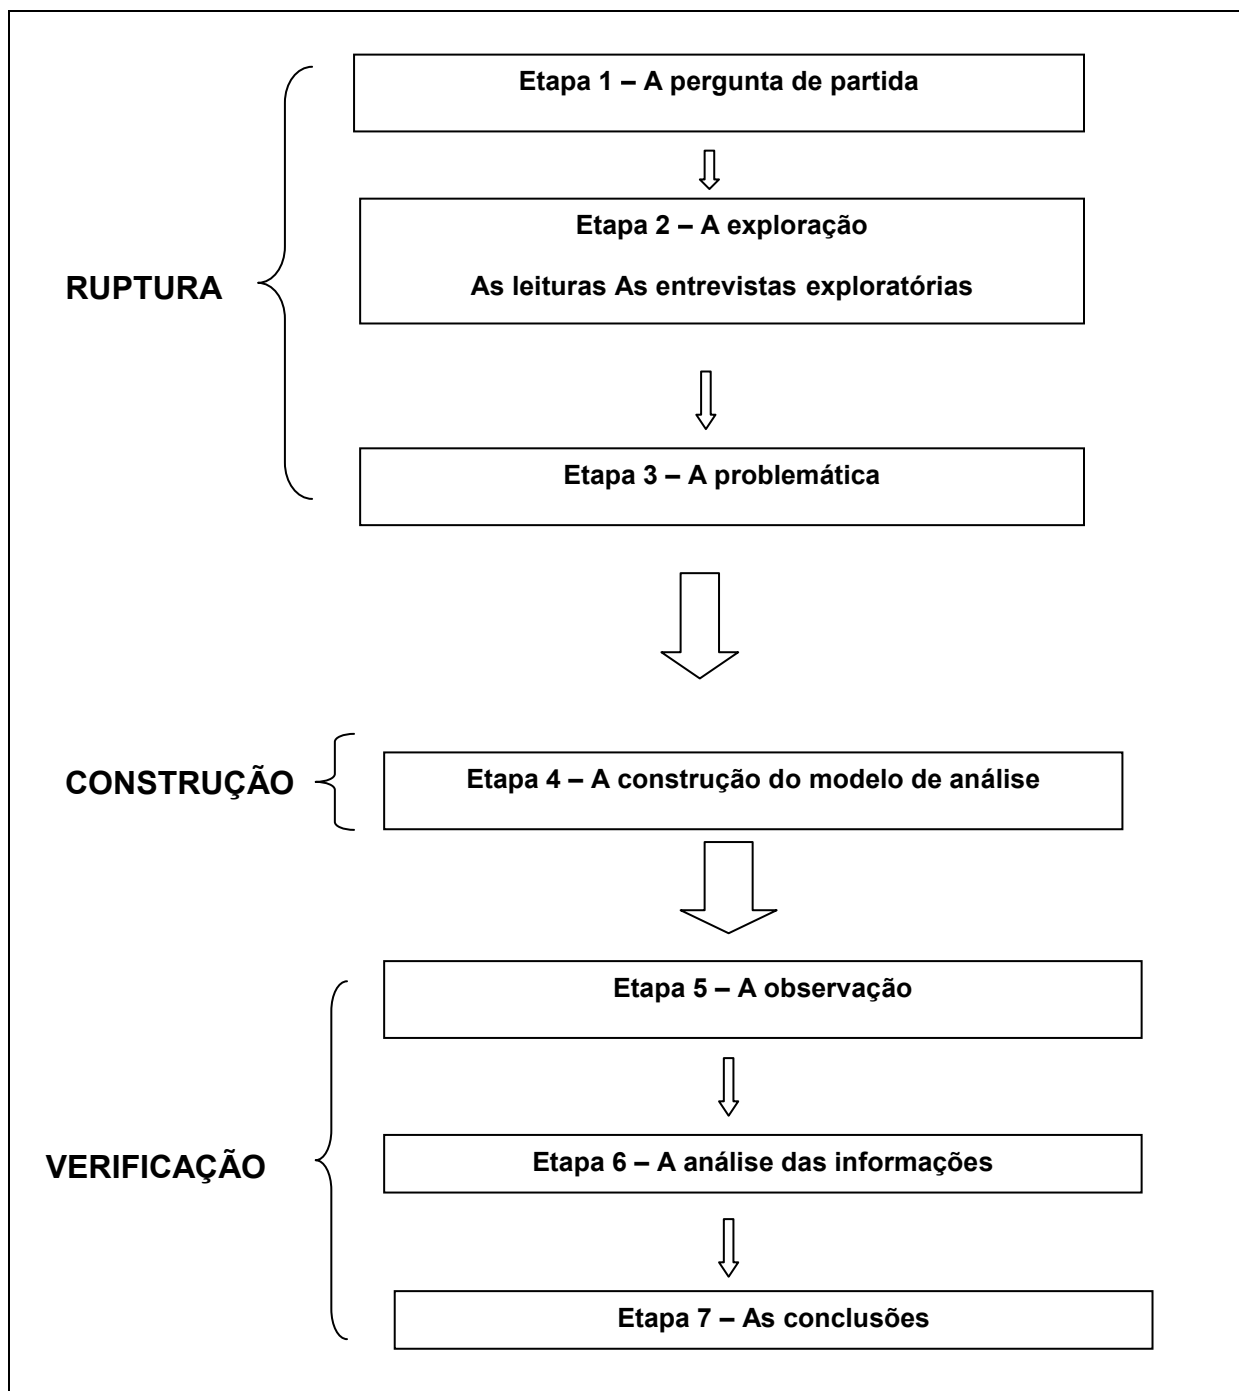 Etapa 1 – A pergunta de partida
Etapa 2 – A exploração
As leituras As entrevistas exploratórias
RUPTURA
Etapa 3 – A problemática
CONSTRUÇÃO
Etapa 4 – A construção do modelo de análise
Etapa 5 – A observação
VERIFICAÇÃO
Etapa 6 – A análise das informações
Etapa 7 – As conclusões